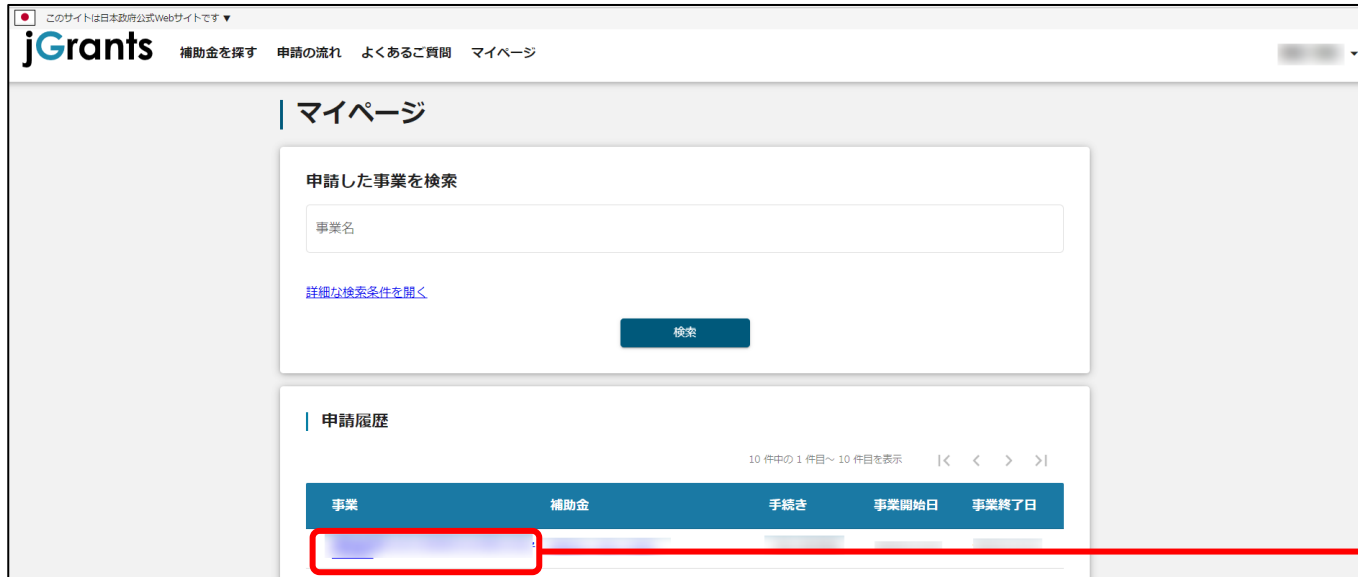 このサイトは日本政府公式Webサイトです ▼
jGrants 補助金を探す 申請の流れ よくあるご質問 マイページ
マイページ
申請した事業を検索
事業名
詳細な検索条件を開く
検索
申請履歴
10 件中の 1 件目～ 10 件目を表示
事業 補助金 手続き 事業開始日 事業終了日